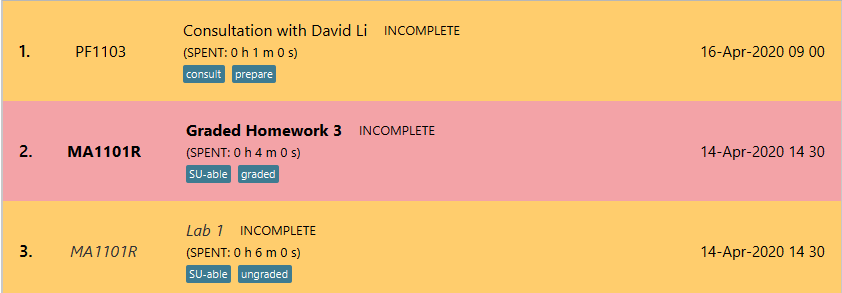 1. PF1103 Consultation with David Li INCOMPLETE 16-Apr-2020 09 00
(SPENT: 0 h 1 m 0 s)
consult prepare
2. MA1101R Graded Homework 3 INCOMPLETE 14-Apr-2020 14 30
(SPENT: 0 h 4 m 0 s)
SU-able graded
3. MA1101R Lab 1 INCOMPLETE 14-Apr-2020 14 30
(SPENT: 0 h 6 m 0 s)
SU-able ungraded